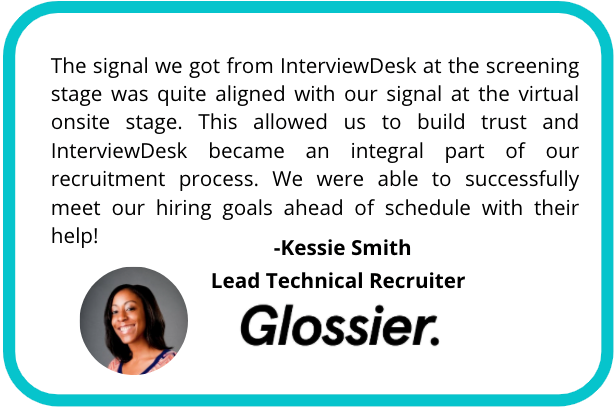 The signal we got from InterviewDesk at the screening
stage was quite aligned with our signal at the virtual
onsite stage. This allowed us to build trust and
InterviewDesk became an integral part of our
recruitment process. We were able to successfully
meet our hiring goals ahead of schedule with their
help!
-Kessie Smith
Lead Technical Recruiter
Glossier.